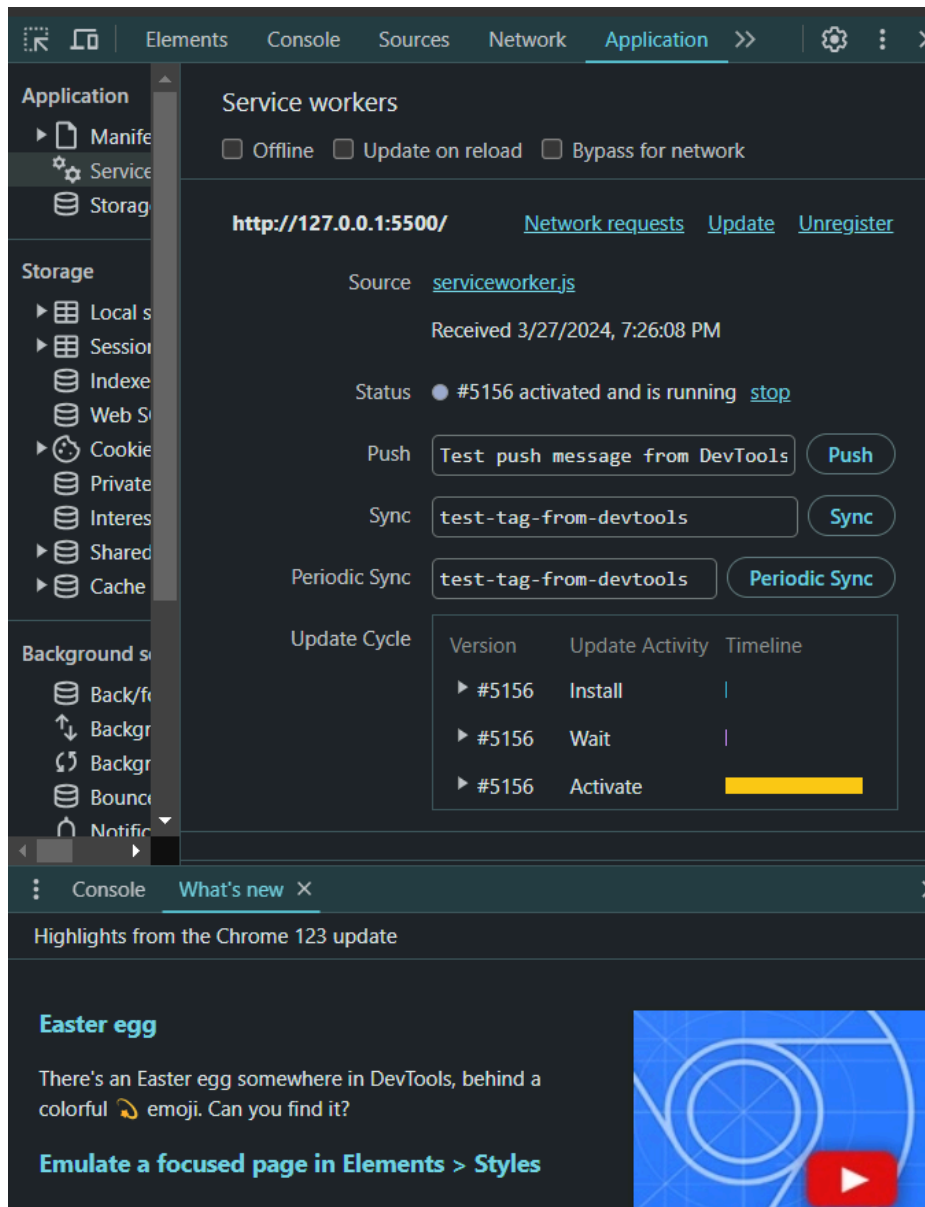 Elements Console Sources Network Application
Application
Manife
Service
Storag
Storage
Local s
Session
Indexe
Web S
Cookie
Private
Interes
Shared
Cache
Background s
Back/fo
Backgr
Backgr
Bounce
Notific
Service workers
Offline Update on reload Bypass for network
http://127.0.0.1:5500/ Network requests Update Unregister
Source serviceworker.js
Received 3/27/2024, 7:26:08 PM
Status #5156 activated and is running stop
Push Test push message from DevTools Push
Sync test-tag-from-devtools Sync
Periodic Sync test-tag-from-devtools Periodic Sync
Update Cycle Version Update Activity Timeline
#5156 Install
#5156 Wait
#5156 Activate
Console What's new
Highlights from the Chrome 123 update
Easter egg
There's an Easter egg somewhere in DevTools, behind a
colorful 💫 emoji. Can you find it?
Emulate a focused page in Elements > Styles